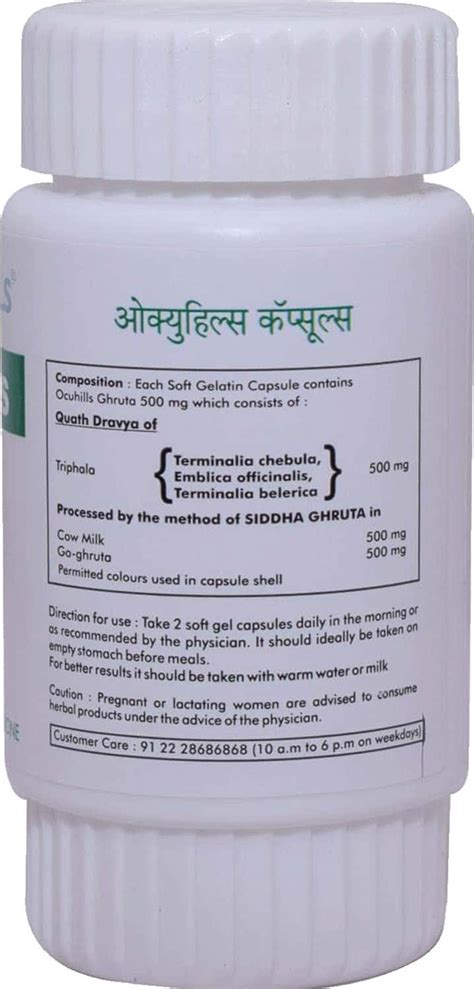 ओक्युहिल्स कॅप्सूल्स
Composition : Each Soft Gelatin Capsule contains
Ocuhills Ghruta 500 mg which consists of :
Quath Dravya of
Triphala { Terminalia chebula, Emblica officinalis, Terminalia belerica } 500 mg
Processed by the method of SIDDHA GHRUTA in
Cow Milk 500 mg
Go-ghruta 500 mg
Permitted colours used in capsule shell
Direction for use : Take 2 soft gel capsules daily in the morning or
as recommended by the physician. It should ideally be taken on
empty stomach before meals.
For better results it should be taken with warm water or milk
Caution : Pregnant or lactating women are advised to consume
herbal products under the advice of the physician.
Customer Care : 91 22 28686868 (10 a.m to 6 p.m on weekdays)